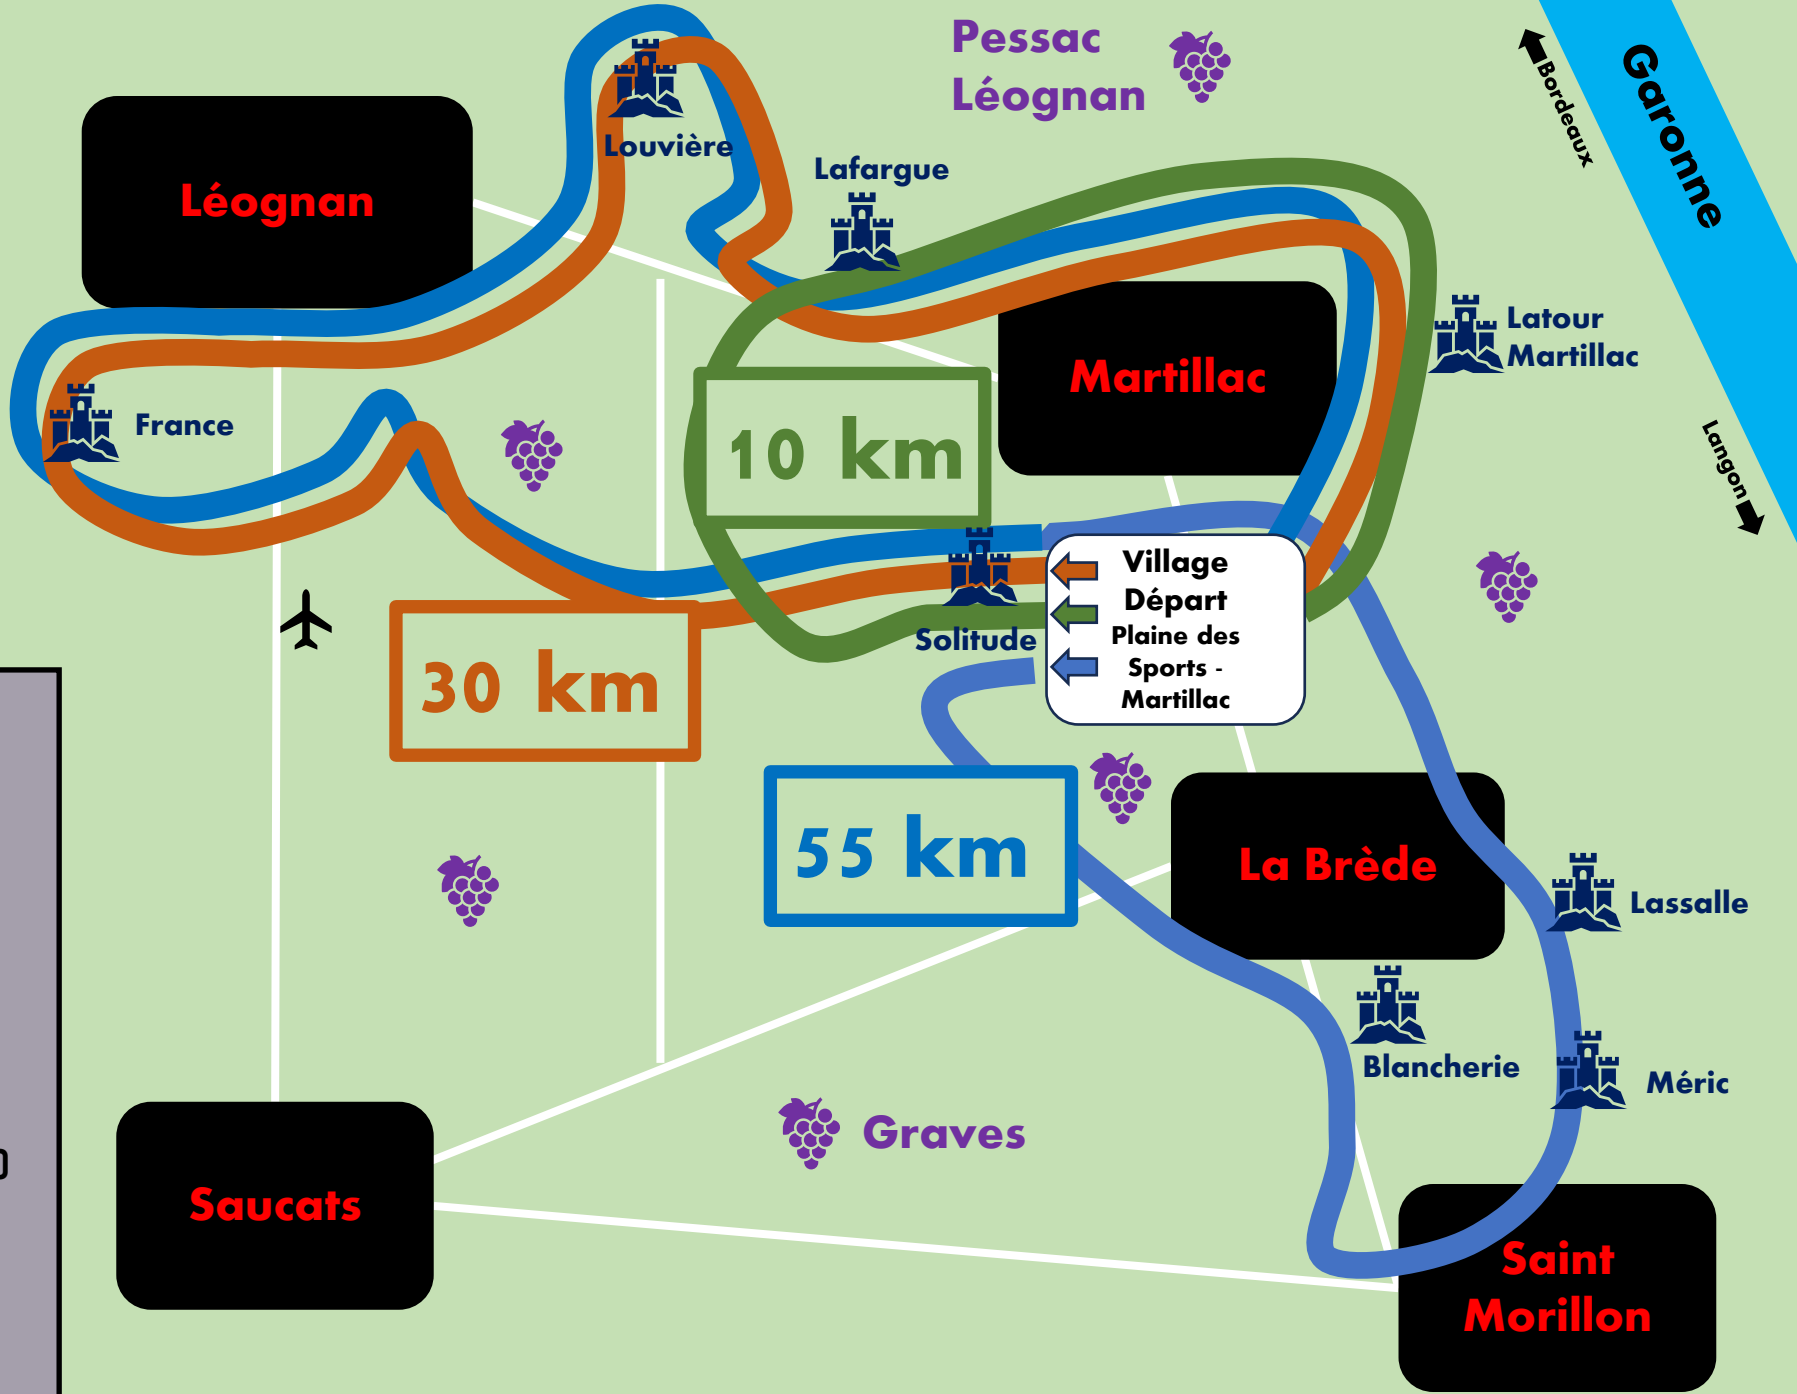 Pessac
Léognan
Bordeaux
Garonne
Louvière
Lafargue
Léognan
Latour
Martillac
Martillac
France
10 km
Langon
Village
Départ
Plaine des
Sports -
Martillac
Solitude
30 km
55 km
La Brède
Lassalle
Blancherie
Méric
Graves
Saucats
Saint
Morillon